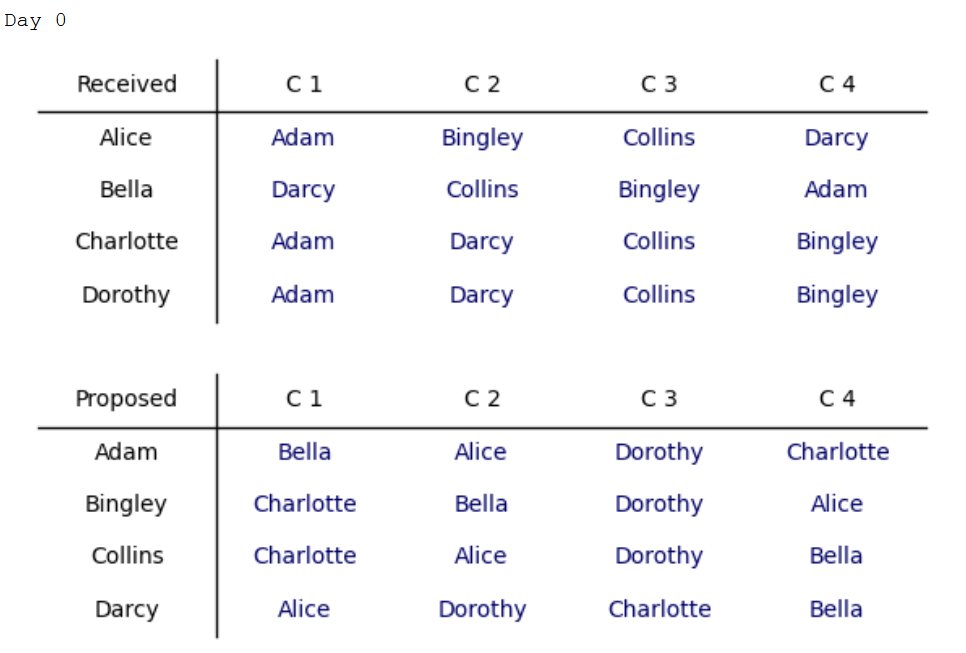 Day 0
Received C 1 C 2 C 3 C 4
Alice Adam Bingley Collins Darcy
Bella Darcy Collins Bingley Adam
Charlotte Adam Darcy Collins Bingley
Dorothy Adam Darcy Collins Bingley
Proposed C 1 C 2 C 3 C 4
Adam Bella Alice Dorothy Charlotte
Bingley Charlotte Bella Dorothy Alice
Collins Charlotte Alice Dorothy Bella
Darcy Alice Dorothy Charlotte Bella